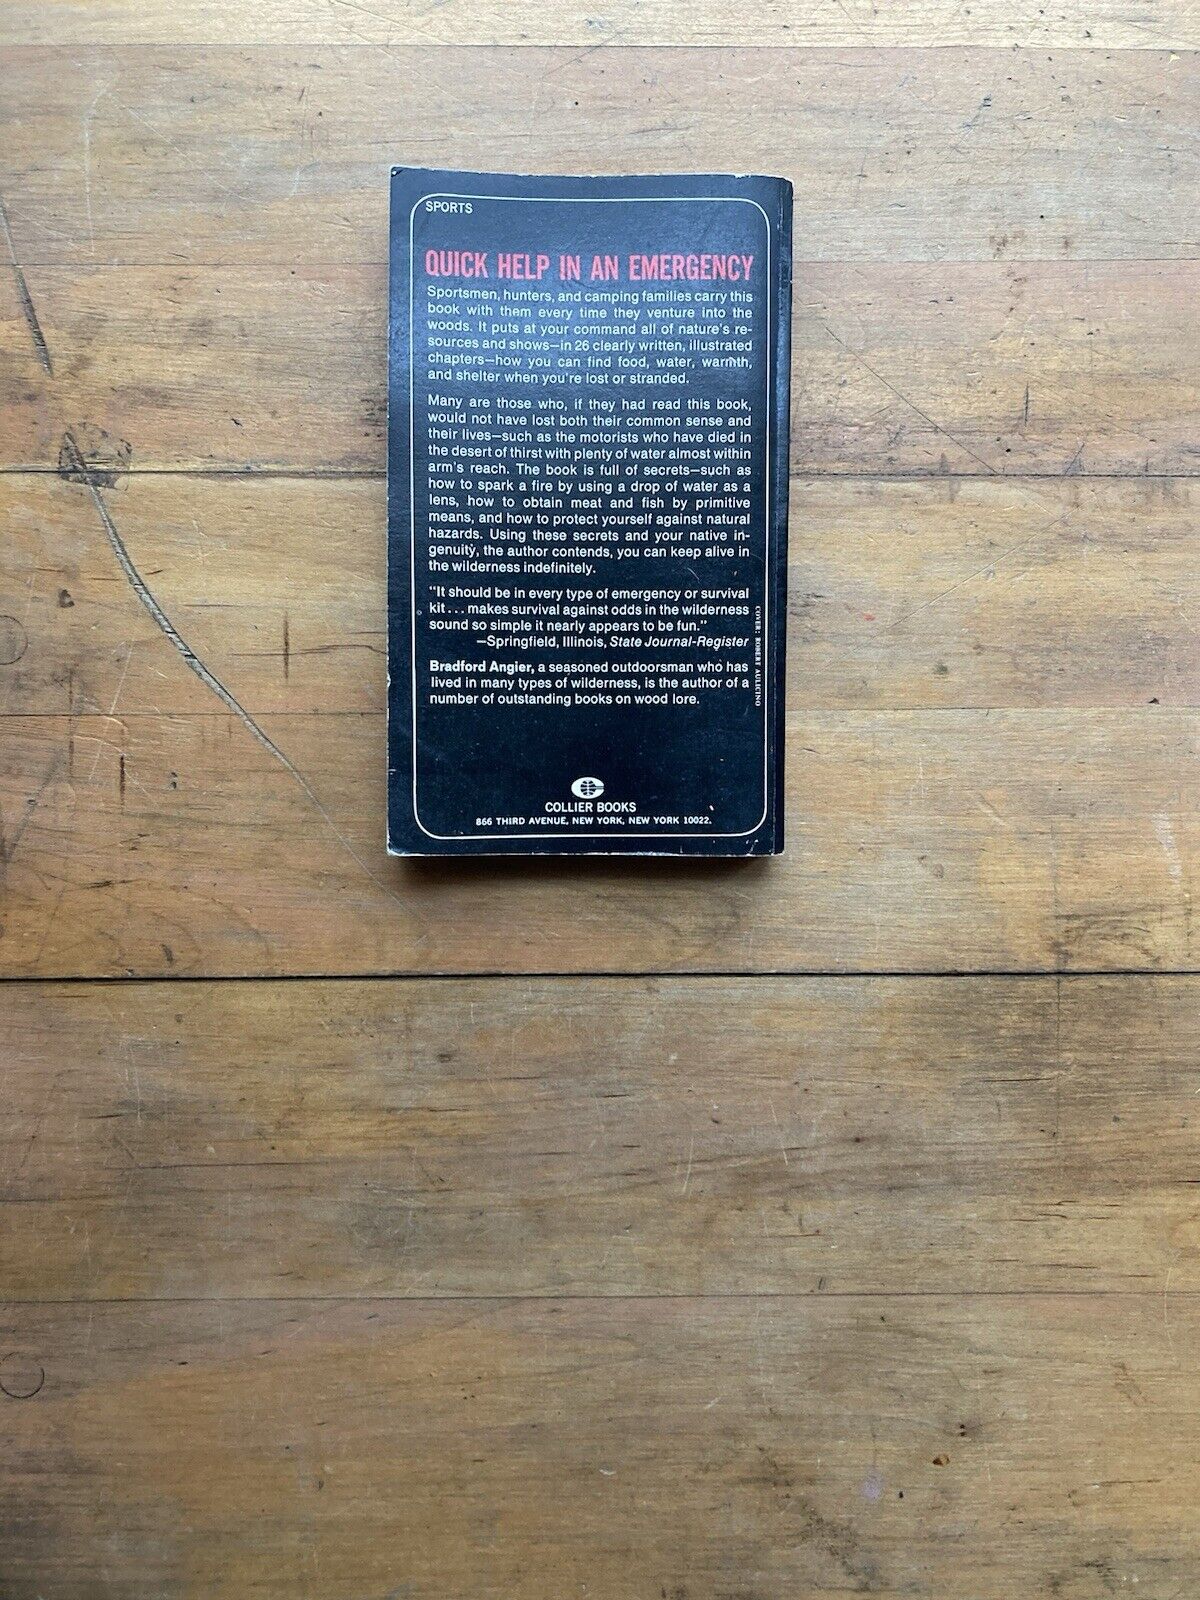 SPORTS
QUICK HELP IN AN EMERGENCY
Sportsmen, hunters, and camping families carry this
book with them every time they venture into the
woods. It puts at your command all of nature's re-
sources and shows—in 26 clearly written, illustrated
chapters—how you can find food, water, warmth,
and shelter when you're lost or stranded.
Many are those who, if they had read this book,
would not have lost both their common sense and
their lives—such as the motorists who have died in
the desert of thirst with plenty of water almost within
arm's reach. The book is full of secrets—such as
how to spark a fire by using a drop of water as a
lens, how to obtain meat and fish by primitive
means, and how to protect yourself against natural
hazards. Using these secrets and your native in-
genuity, the author contends, you can keep alive in
the wilderness indefinitely.
"It should be in every type of emergency or survival
kit... makes survival against odds in the wilderness
sound so simple it nearly appears to be fun."
—Springfield, Illinois, State Journal-Register
Bradford Angier, a seasoned outdoorsman who has
lived in many types of wilderness, is the author of a
number of outstanding books on wood lore.
COVER: ROBERT AULICINO
COLLIER BOOKS
866 THIRD AVENUE, NEW YORK, NEW YORK 10022.